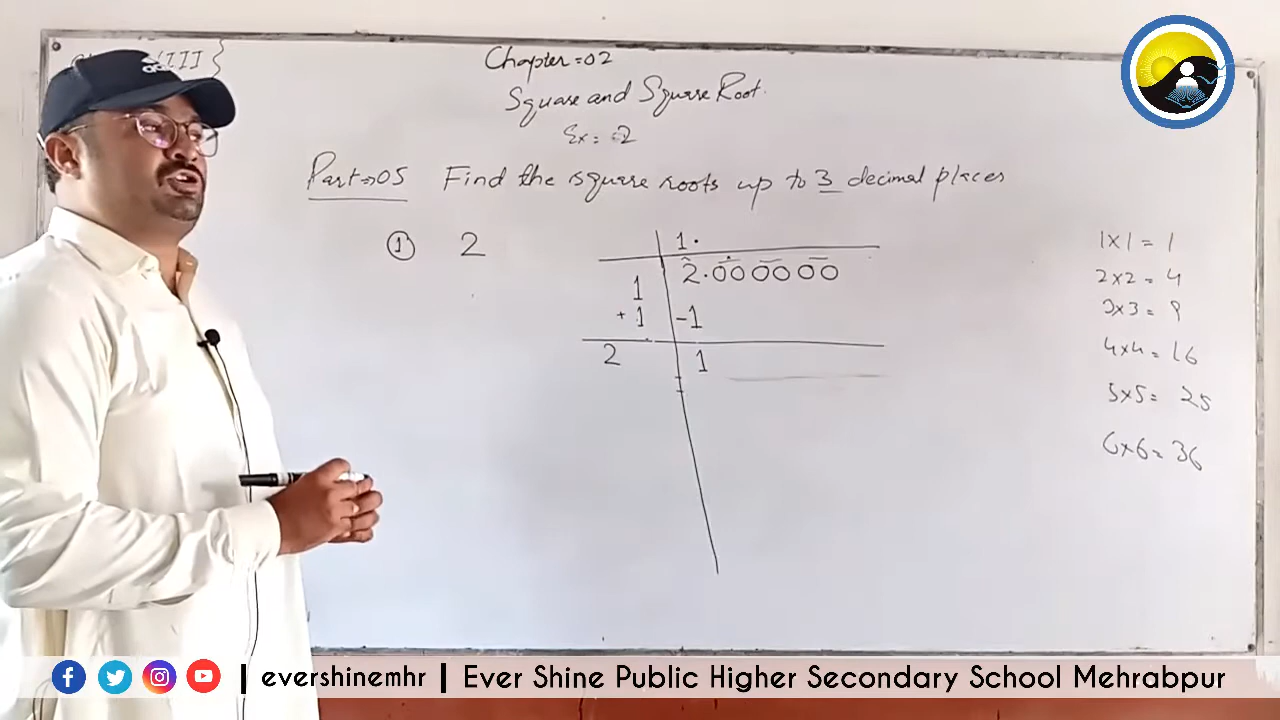 III}
Chapter = 02
Square and Square Root.
Ex = 2
Part => 05 Find the square roots up to 3 decimal places
① 2
1.
2.00 00 00
1
+ 1 -1
2 1
1x1 = 1
2x2 = 4
3x3 = 9
4x4 = 16
5x5 = 25
6x6 = 36
| evershinemhr | Ever Shine Public Higher Secondary School Mehrabpur